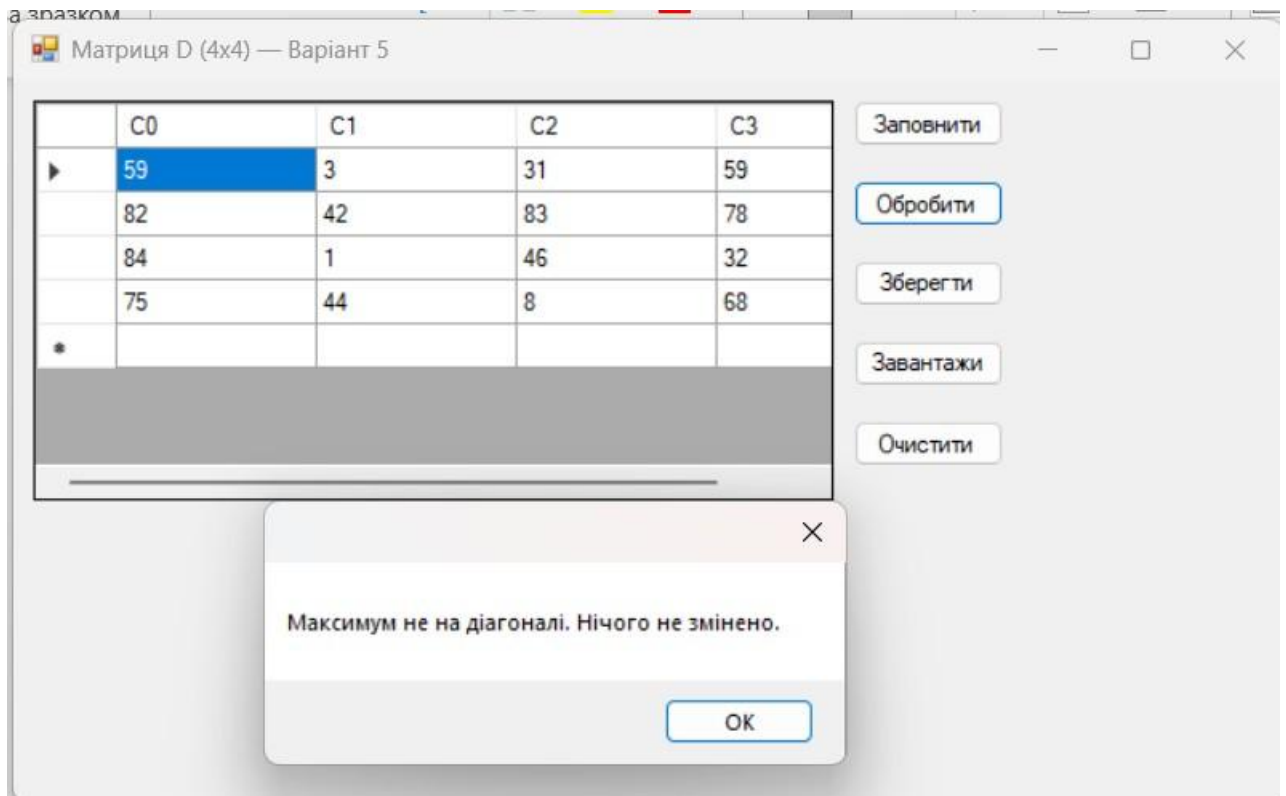 а зразком
Матриця D (4x4) — Варіант 5
C0 C1 C2 C3
59 3 31 59
82 42 83 78
84 1 46 32
75 44 8 68
Заповнити
Обробити
Зберегти
Завантажи
Очистити
Максимум не на діагоналі. Нічого не змінено.
OK